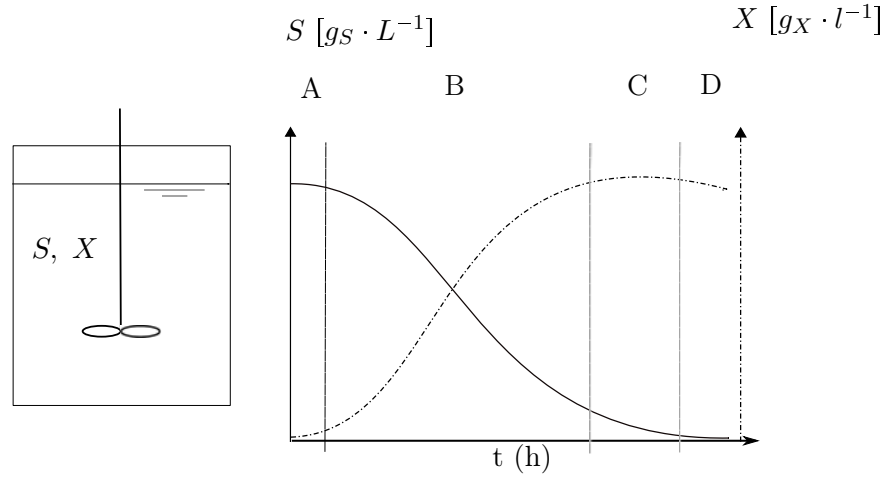 S [g_S · L^{-1}]
X [g_X · l^{-1}]
A B C D
S, X
t (h)